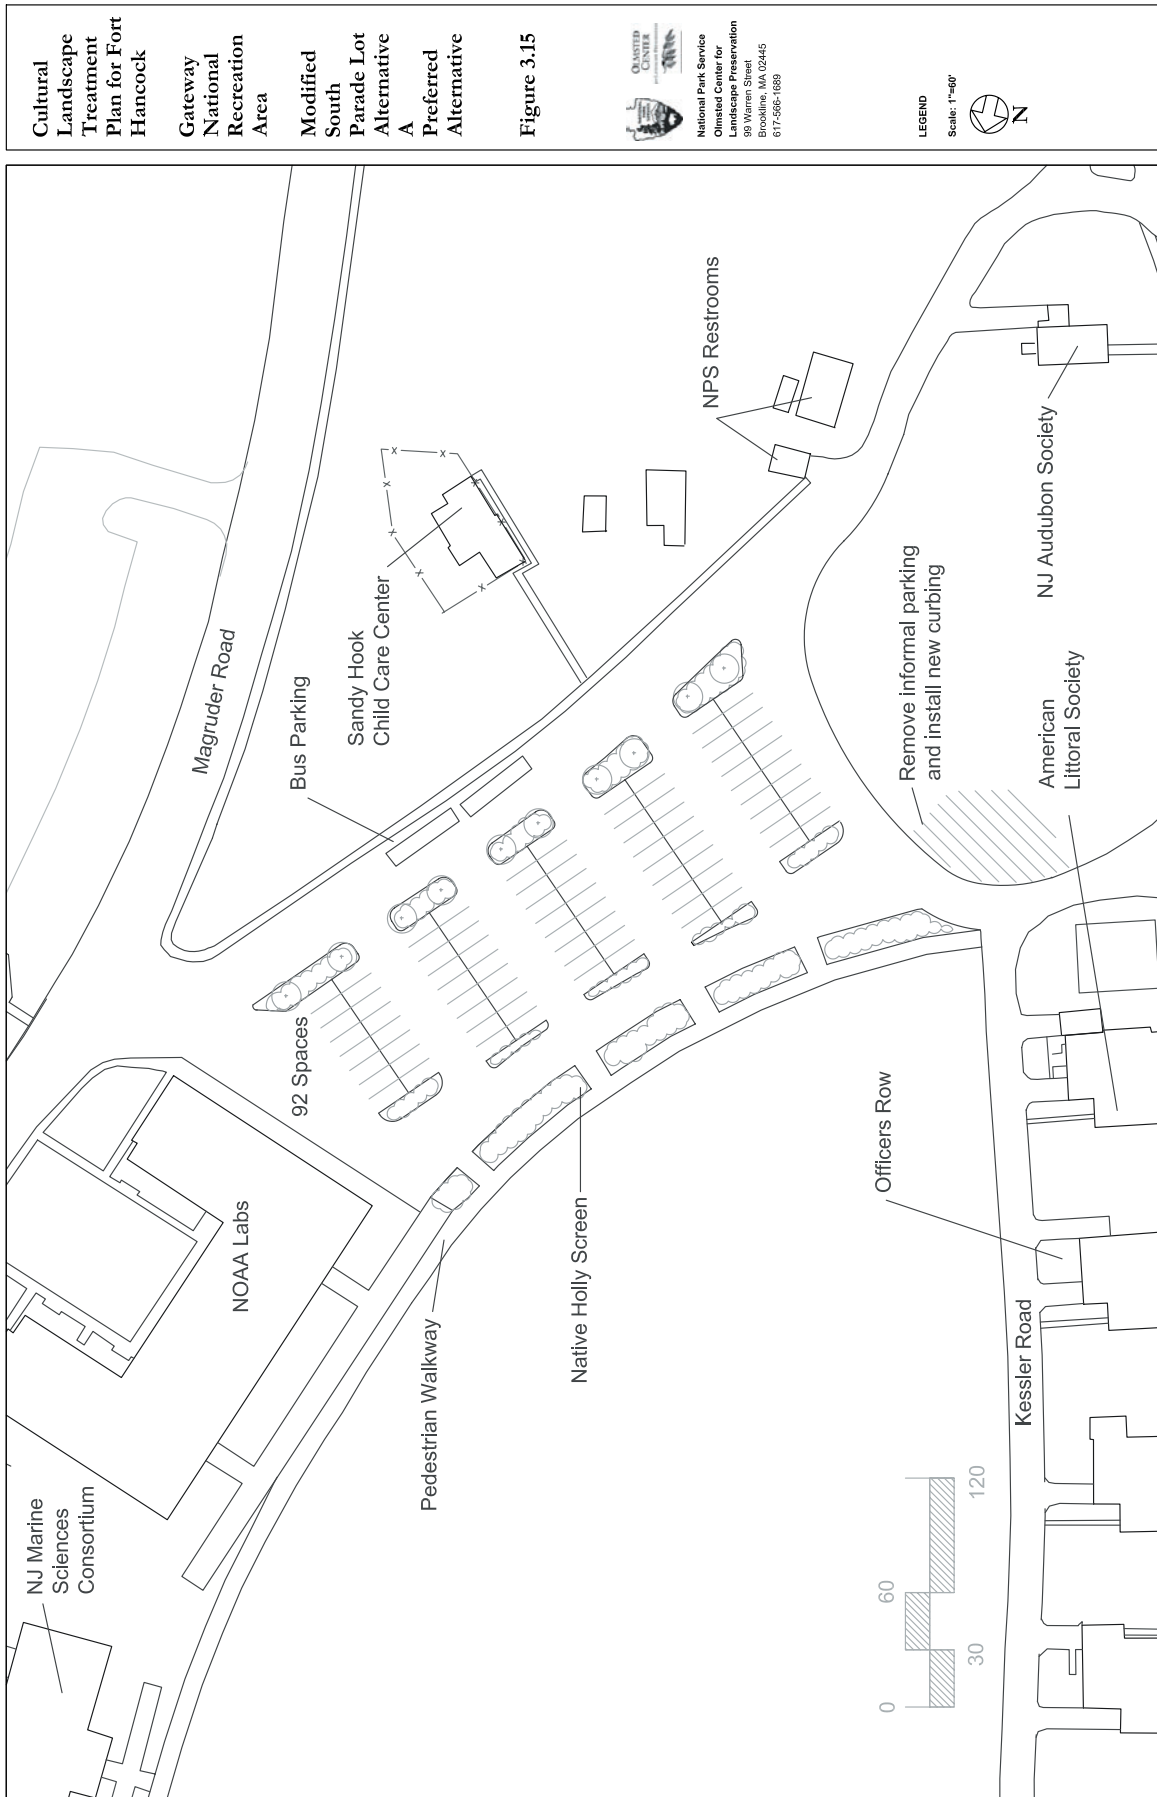 Cultural
Landscape
Treatment
Plan for Fort
Hancock
Gateway
National
Recreation
Area
Modified
South
Parade Lot
Alternative
A
Preferred
Alternative
Figure 3.15
OLMSTED
CENTER
National Park Service
Olmsted Center for
Landscape Preservation
99 Warren Street
Brookline, MA 02445
617-566-1689
LEGEND
Scale: 1"=60'
N
Magruder Road
Bus Parking
Sandy Hook
Child Care Center
NPS Restrooms
92 Spaces
NOAA Labs
NJ Marine
Sciences
Consortium
Pedestrian Walkway
Native Holly Screen
Remove informal parking
and install new curbing
NJ Audubon Society
American
Littoral Society
Officers Row
Kessler Road
0
60
30
120